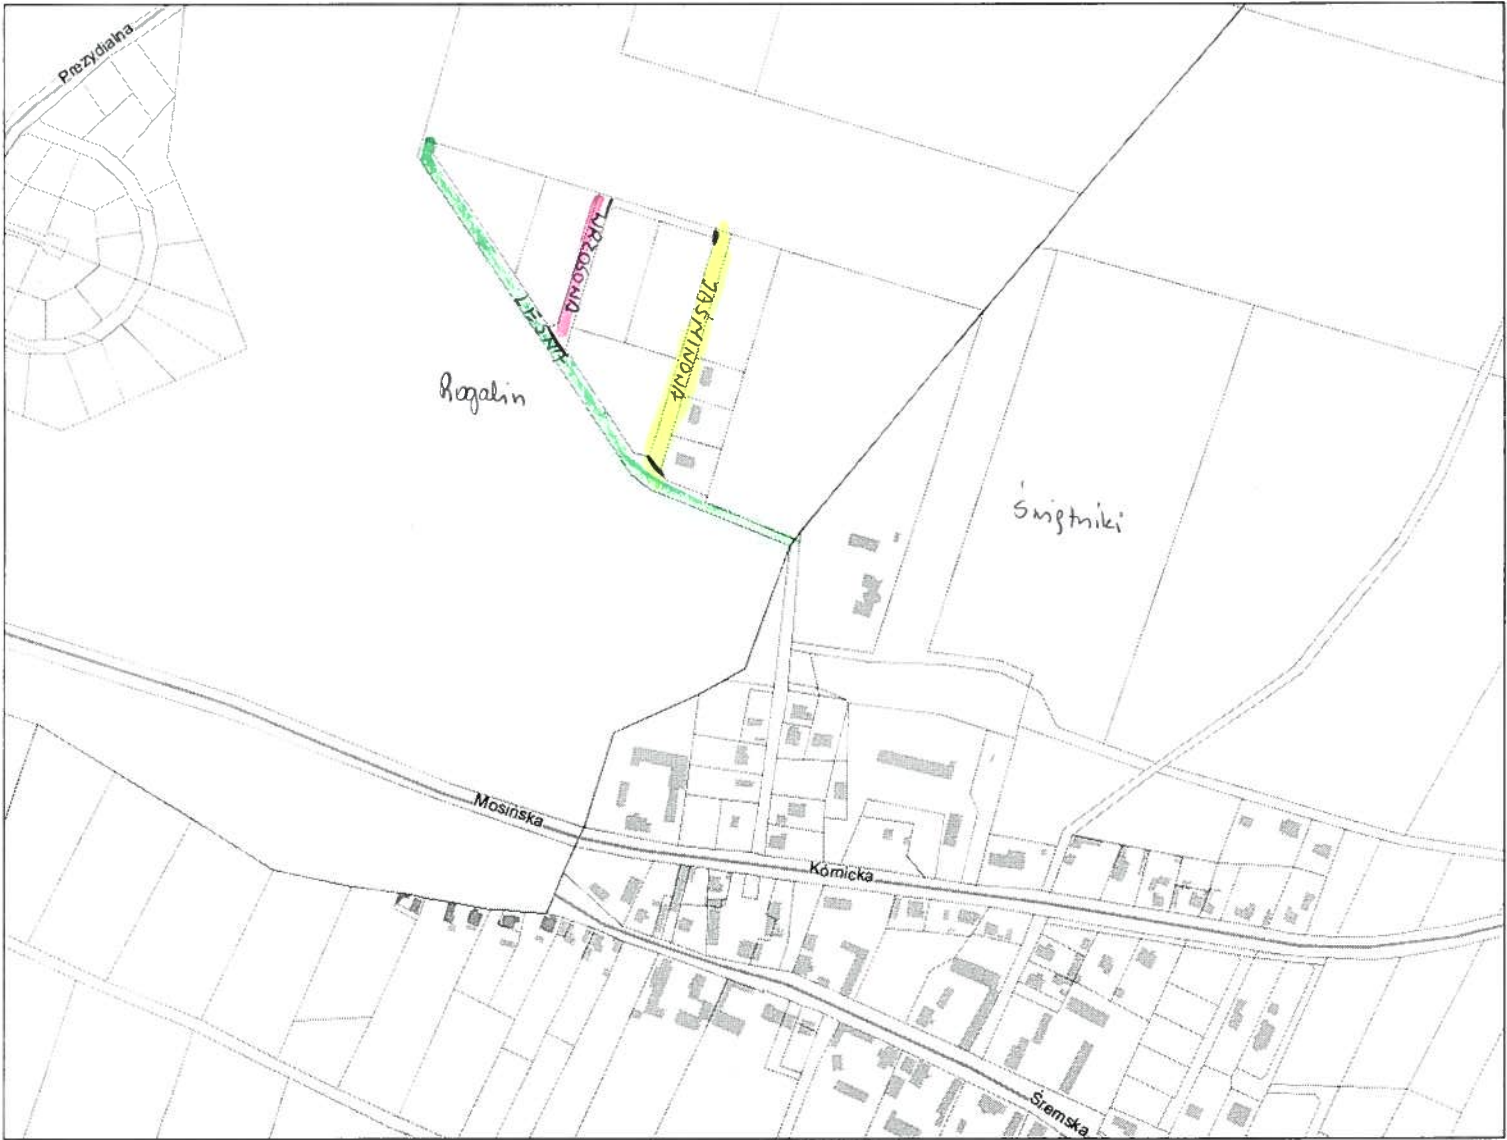 Prezydialna
WRZOSOWA
LEŚNA
JAŚMINOWA
Rogalin
Świątniki
Mosińska
Kórnicka
Śremska